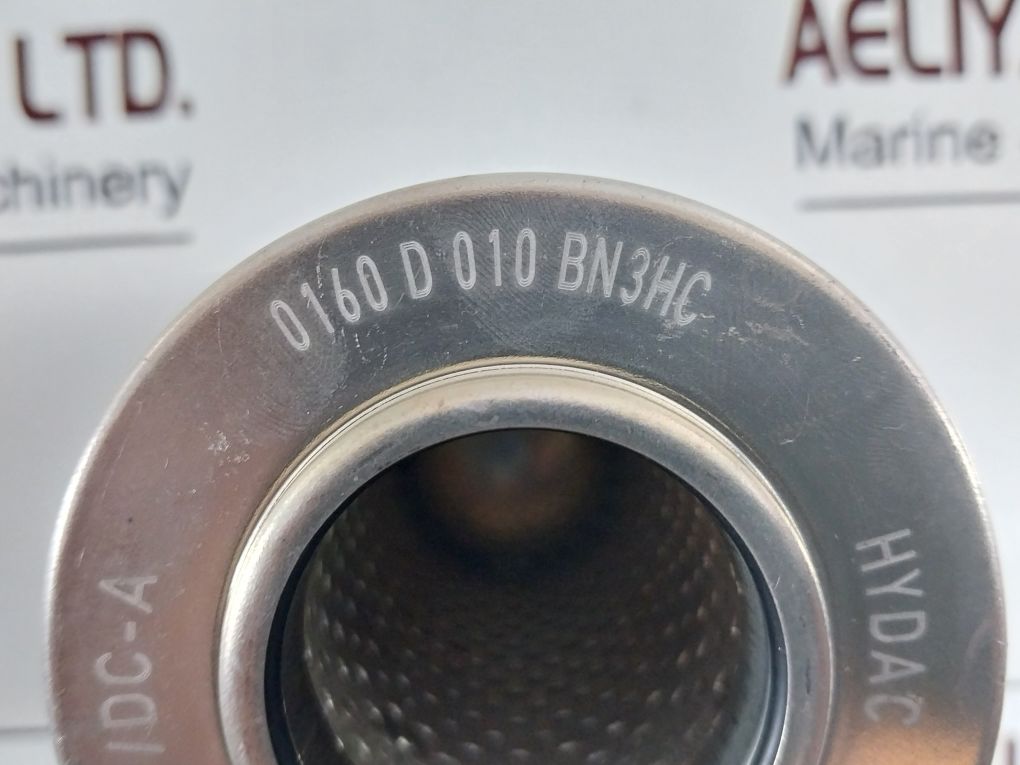 LTD.
chinery
AELIY
Marine
0160 D 010 BN3HC
HYDAC
IDC-A